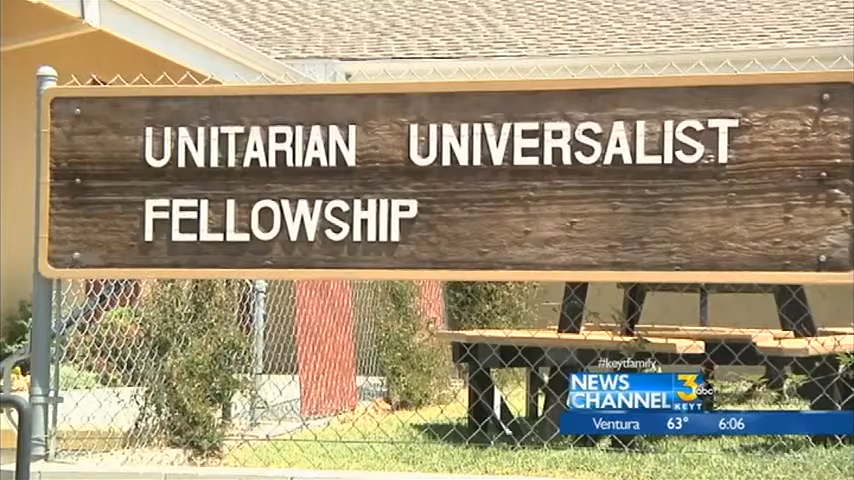 UNITARIAN UNIVERSALIST
FELLOWSHIP
#keytfamily
NEWS
CHANNEL 3 abc
KEYT
Ventura 63° 6:06